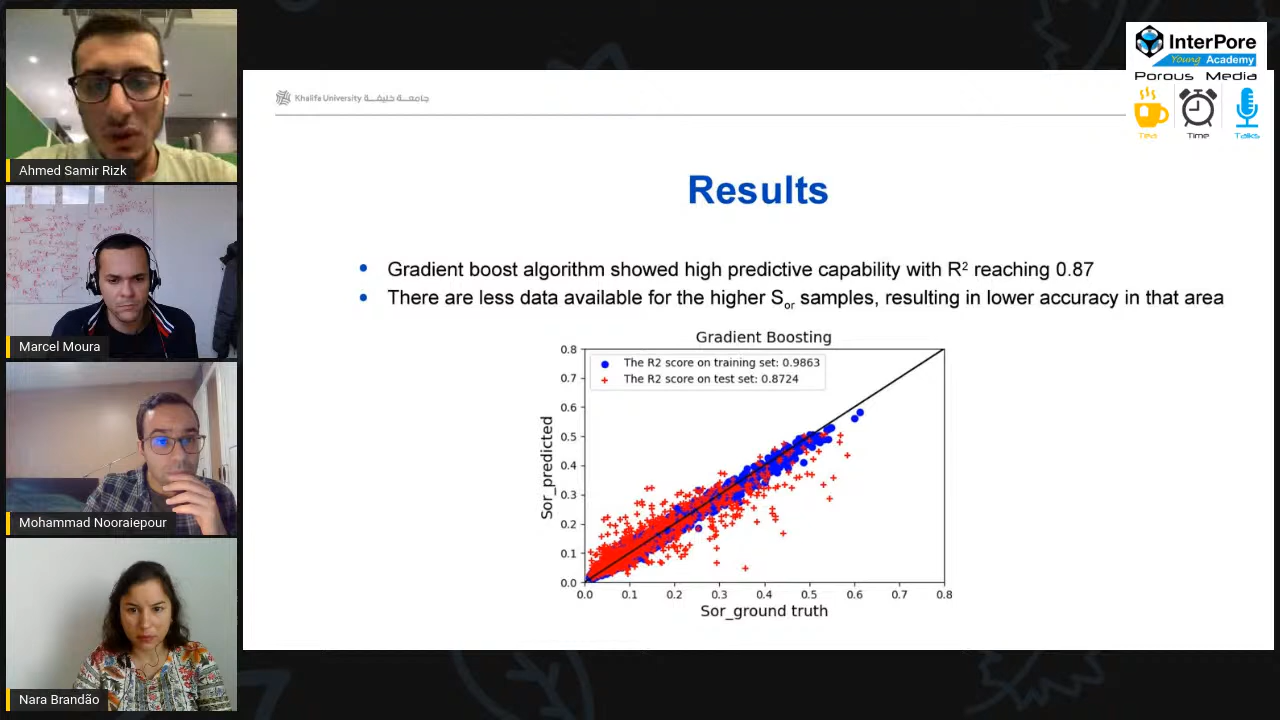 Ahmed Samir Rizk
Marcel Moura
Mohammad Nooraiepour
Nara Brandão
InterPore
Young Academy
Porous Media
Tea Time Talks
Khalifa University جامعـــة خليفـــة
Results
• Gradient boost algorithm showed high predictive capability with R² reaching 0.87
• There are less data available for the higher Sor samples, resulting in lower accuracy in that area
Gradient Boosting
The R2 score on training set: 0.9863
The R2 score on test set: 0.8724
Sor_predicted
0.8
0.7
0.6
0.5
0.4
0.3
0.2
0.1
0.0
0.0 0.1 0.2 0.3 0.4 0.5 0.6 0.7 0.8
Sor_ground truth